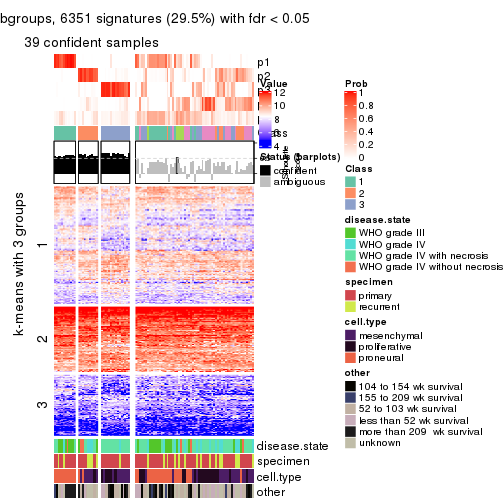 bgroups, 6351 signatures (29.5%) with fdr < 0.05
39 confident samples
p1
p2
Value
12
10
8
6
4
Status (barplots)
confident
ambiguous
k-means with 3 groups
1
2
3
disease.state
specimen
cell.type
other
Prob
1
0.8
0.6
0.4
0.2
0
Class
1
2
3
disease.state
WHO grade III
WHO grade IV
WHO grade IV with necrosis
WHO grade IV without necrosis
specimen
primary
recurrent
cell.type
mesenchymal
proliferative
proneural
other
104 to 154 wk survival
155 to 209 wk survival
52 to 103 wk survival
less than 52 wk survival
more than 209 wk survival
unknown